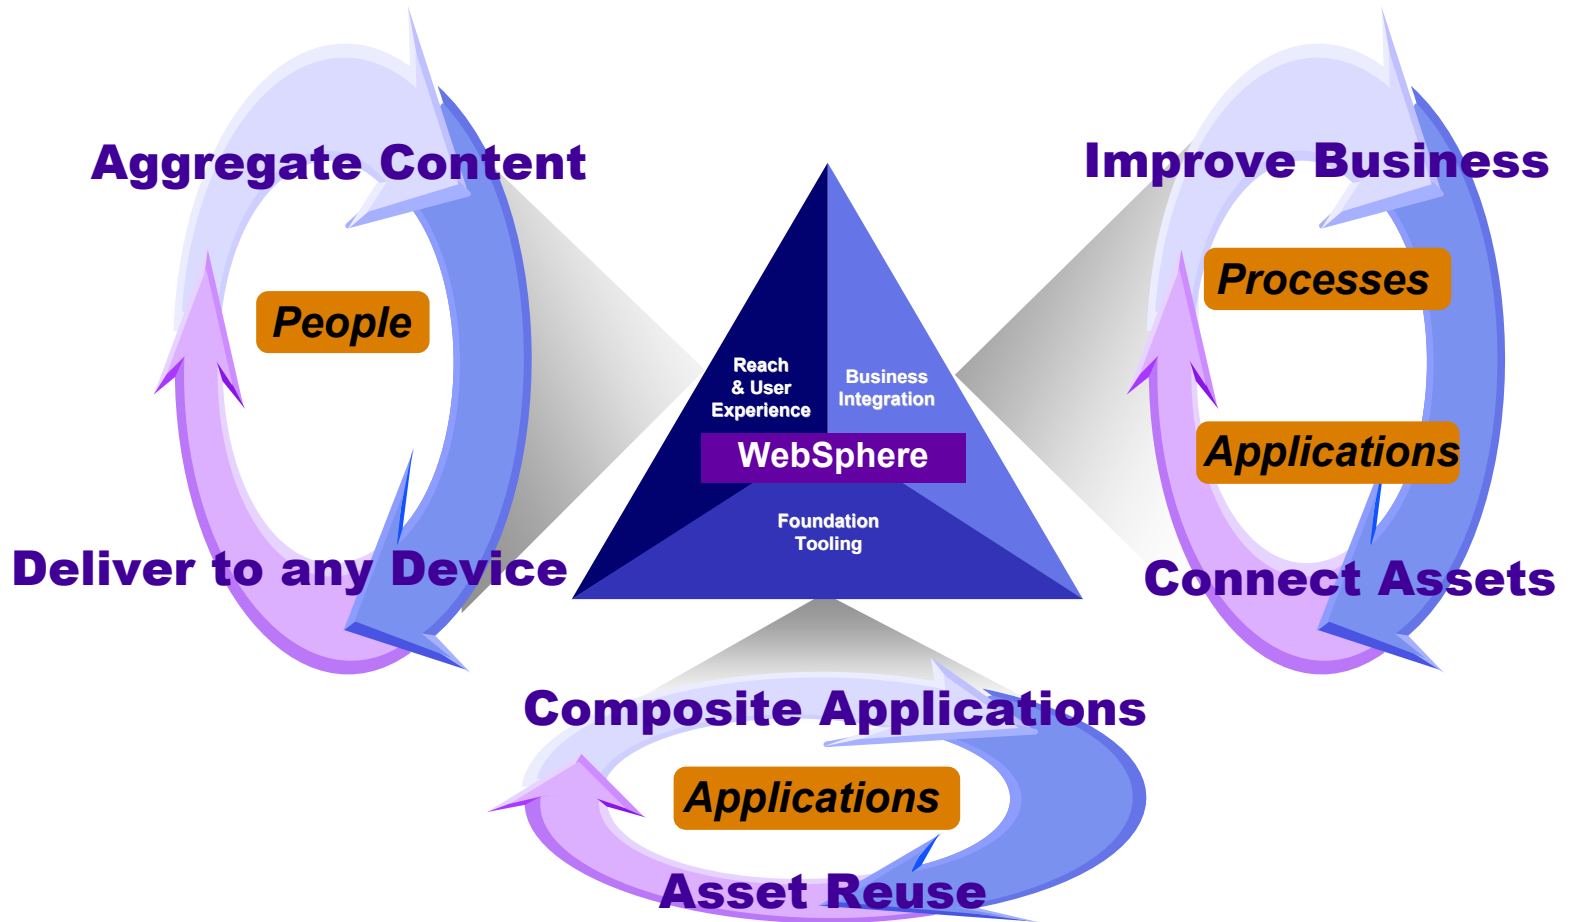 Aggregate Content
People
Deliver to any Device
Reach
& User
Experience
Business
Integration
WebSphere
Foundation
Tooling
Improve Business
Processes
Applications
Connect Assets
Composite Applications
Applications
Asset Reuse